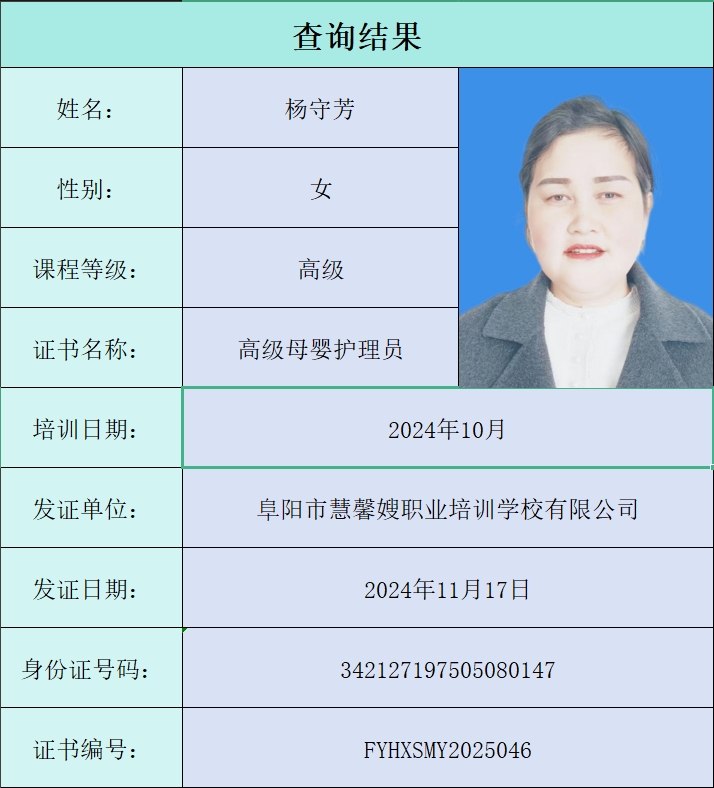 查询结果
姓名： 杨守芳
性别： 女
课程等级： 高级
证书名称： 高级母婴护理员
培训日期： 2024年10月
发证单位： 阜阳市慧馨嫂职业培训学校有限公司
发证日期： 2024年11月17日
身份证号码： 342127197505080147
证书编号： FYHXSMY2025046